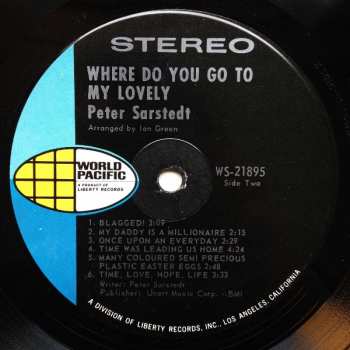 STEREO
WHERE DO YOU GO TO
MY LOVELY
Peter Sarstedt
Arranged by Ian Green
WORLD
PACIFIC
A PRODUCT OF
LIBERTY RECORDS
WS-21895
Side Two
1. BLAGGED! 3:09
2. MY DADDY IS A MILLIONAIRE 2:15
3. ONCE UPON AN EVERYDAY 2:29
4. TIME WAS LEADING US HOME 4:24
5. MANY COLOURED SEMI PRECIOUS
PLASTIC EASTER EGGS 2:48
6. TIME, LOVE, HOPE, LIFE 3:33
Writer: Peter Sarstedt
Publisher: Unart Music Corp. - BMI
A DIVISION OF LIBERTY RECORDS, INC., LOS ANGELES, CALIFORNIA